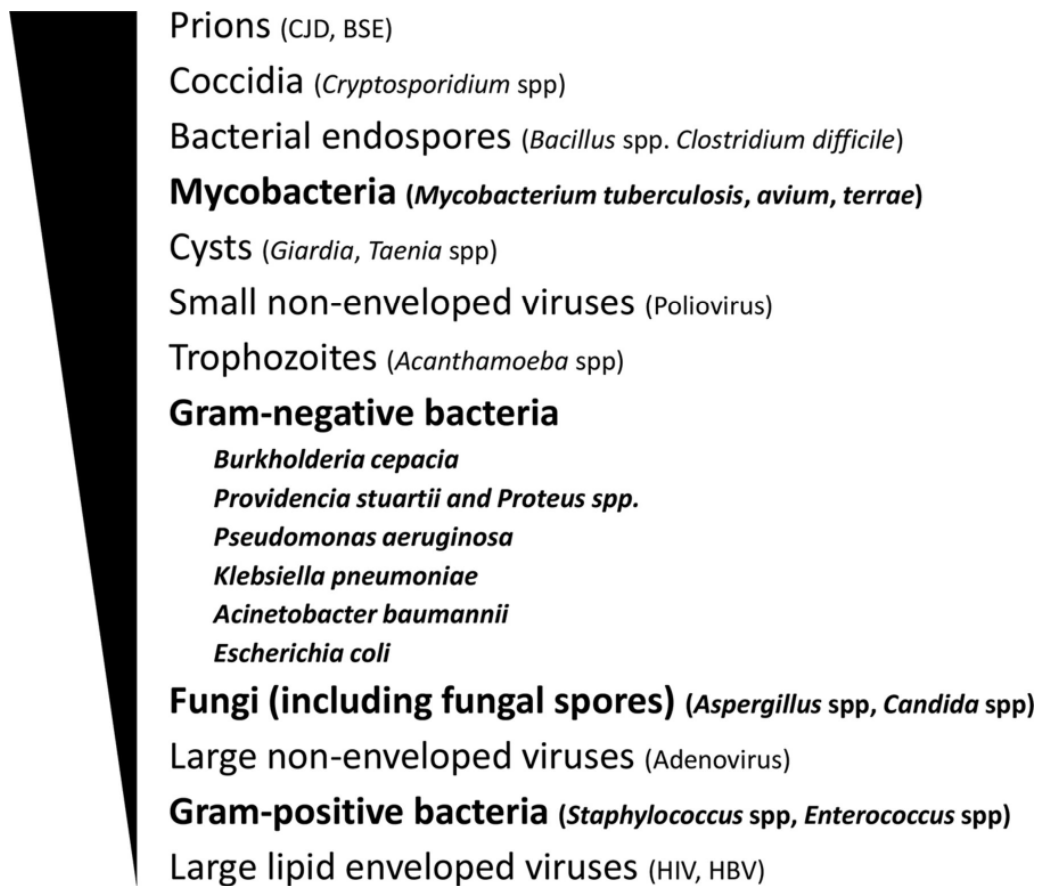 Prions (CJD, BSE)
Coccidia (Cryptosporidium spp)
Bacterial endospores (Bacillus spp. Clostridium difficile)
Mycobacteria (Mycobacterium tuberculosis, avium, terrae)
Cysts (Giardia, Taenia spp)
Small non-enveloped viruses (Poliovirus)
Trophozoites (Acanthamoeba spp)
Gram-negative bacteria
Burkholderia cepacia
Providencia stuartii and Proteus spp.
Pseudomonas aeruginosa
Klebsiella pneumoniae
Acinetobacter baumannii
Escherichia coli
Fungi (including fungal spores) (Aspergillus spp, Candida spp)
Large non-enveloped viruses (Adenovirus)
Gram-positive bacteria (Staphylococcus spp, Enterococcus spp)
Large lipid enveloped viruses (HIV, HBV)